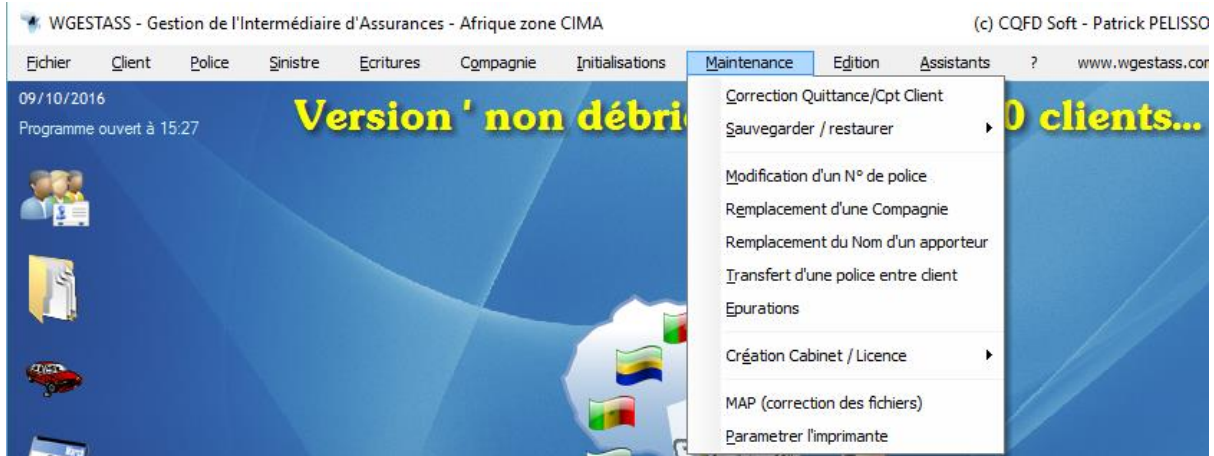 WGESTASS - Gestion de l'Intermédiaire d'Assurances - Afrique zone CIMA (c) CQFD Soft - Patrick PELISSO
Fichier Client Police Sinistre Ecritures Compagnie Initialisations Maintenance Edition Assistants ? www.wgestass.com
09/10/2016
Programme ouvert à 15:27
Version ' non débri 0 clients...
Correction Quittance/Cpt Client
Sauvegarder / restaurer
Modification d'un N° de police
Remplacement d'une Compagnie
Remplacement du Nom d'un apporteur
Transfert d'une police entre client
Epurations
Création Cabinet / Licence
MAP (correction des fichiers)
Parametrer l'imprimante